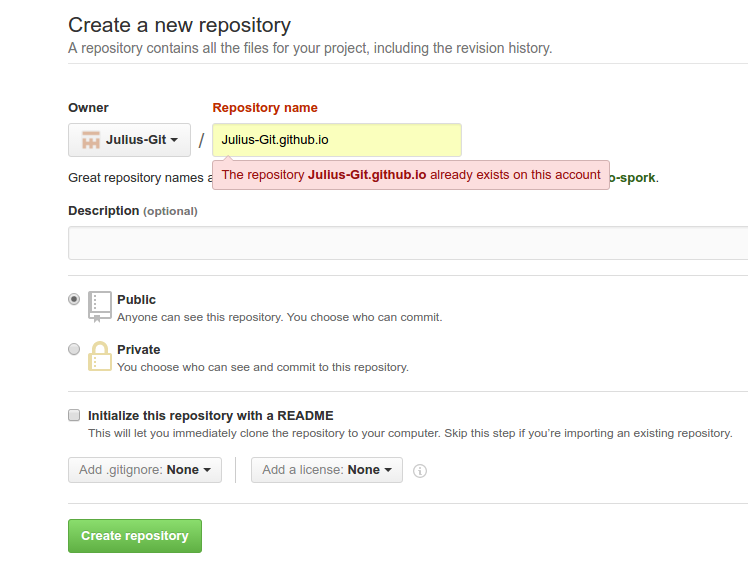 Create a new repository
A repository contains all the files for your project, including the revision history.
Owner
Repository name
Julius-Git
/
Julius-Git.github.io
The repository Julius-Git.github.io already exists on this account
Great repository names o-spork.
Description (optional)
Public
Anyone can see this repository. You choose who can commit.
Private
You choose who can see and commit to this repository.
Initialize this repository with a README
This will let you immediately clone the repository to your computer. Skip this step if you’re importing an existing repository.
Add .gitignore: None
Add a license: None
Create repository